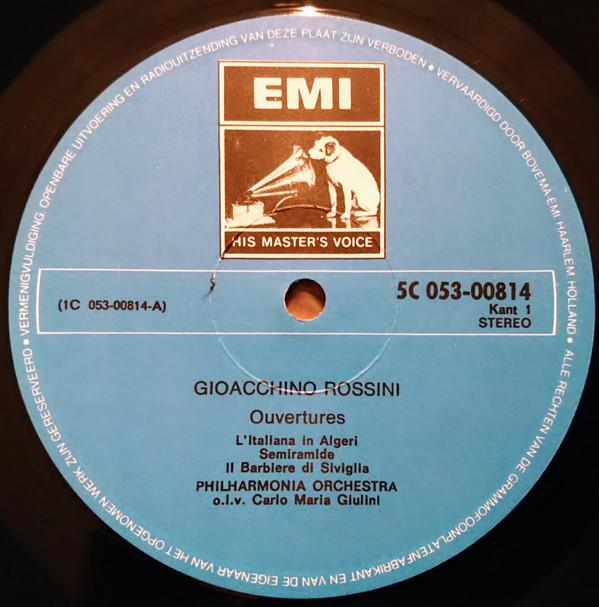 EMI
HIS MASTER'S VOICE
(1C 053-00814-A)
5C 053-00814
Kant 1
STEREO
GIOACCHINO ROSSINI
Ouvertures
L'Italiana in Algeri
Semiramide
Il Barbiere di Siviglia
PHILHARMONIA ORCHESTRA
o.l.v. Carlo Maria Giulini
VERVAARDIGD DOOR BOVEMA-EMI HAARLEM HOLLAND • ALLE RECHTEN VAN DE GRAMMOFOONPLATENFABRIKANT EN VAN DE EIGENAAR VAN HET OPGENOMEN WERK ZIJN GERESERVEERD • VERMENIGVULDIGING, OPENBARE UITVOERING EN RADIOUITZENDING VAN DEZE PLAAT ZIJN VERBODEN •